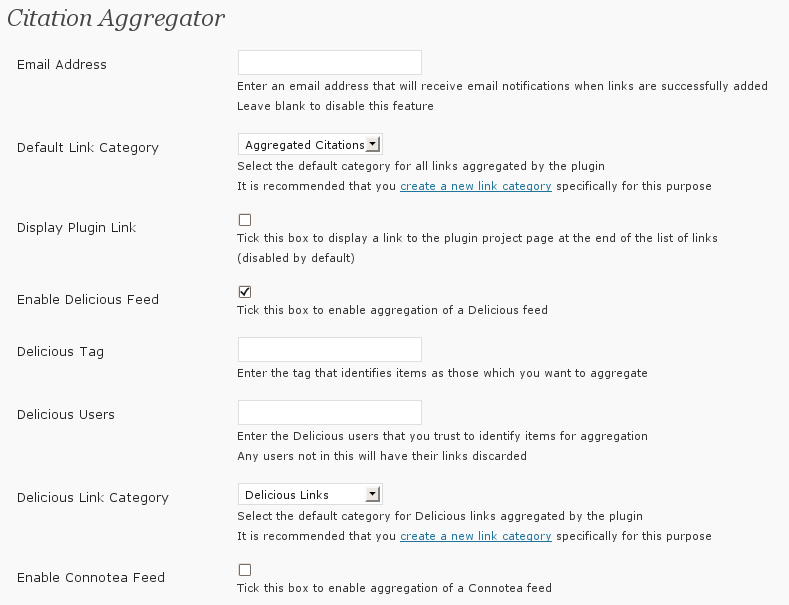 Citation Aggregator
Email Address
Enter an email address that will receive email notifications when links are successfully added
Leave blank to disable this feature
Default Link Category
Aggregated Citations
Select the default category for all links aggregated by the plugin
It is recommended that you create a new link category specifically for this purpose
Display Plugin Link
Tick this box to display a link to the plugin project page at the end of the list of links
(disabled by default)
Enable Delicious Feed
Tick this box to enable aggregation of a Delicious feed
Delicious Tag
Enter the tag that identifies items as those which you want to aggregate
Delicious Users
Enter the Delicious users that you trust to identify items for aggregation
Any users not in this will have their links discarded
Delicious Link Category
Delicious Links
Select the default category for Delicious links aggregated by the plugin
It is recommended that you create a new link category specifically for this purpose
Enable Connotea Feed
Tick this box to enable aggregation of a Connotea feed